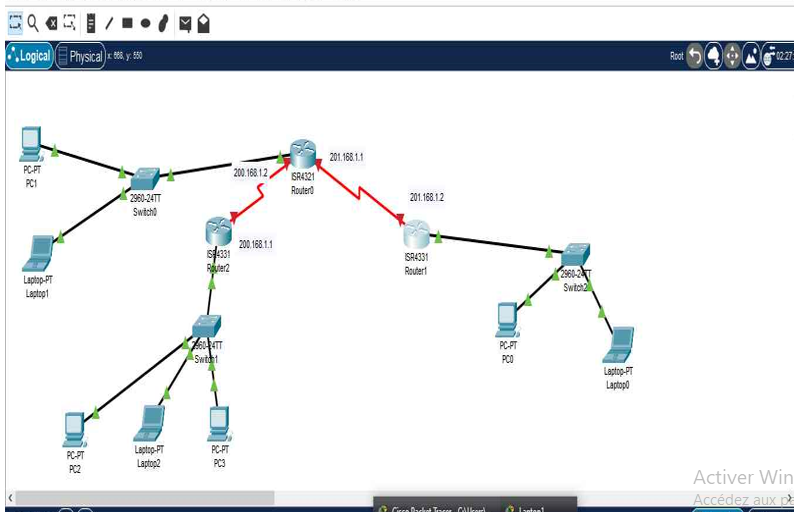 Logical Physical x: 668, y: 550 Root 02:27:
PC-PT
PC1
2960-24TT
Switch0
Laptop-PT
Laptop1
200.168.1.2
ISR4321
Router0
201.168.1.1
201.168.1.2
ISR4331
Router2
200.168.1.1
ISR4331
Router1
2960-24TT
Switch2
PC-PT
PC0
Laptop-PT
Laptop0
2960-24TT
Switch1
PC-PT
PC2
Laptop-PT
Laptop2
PC-PT
PC3
Activer Win
Accédez aux pa
Cisco Packet Tracer - C:\Users\ Laptop1